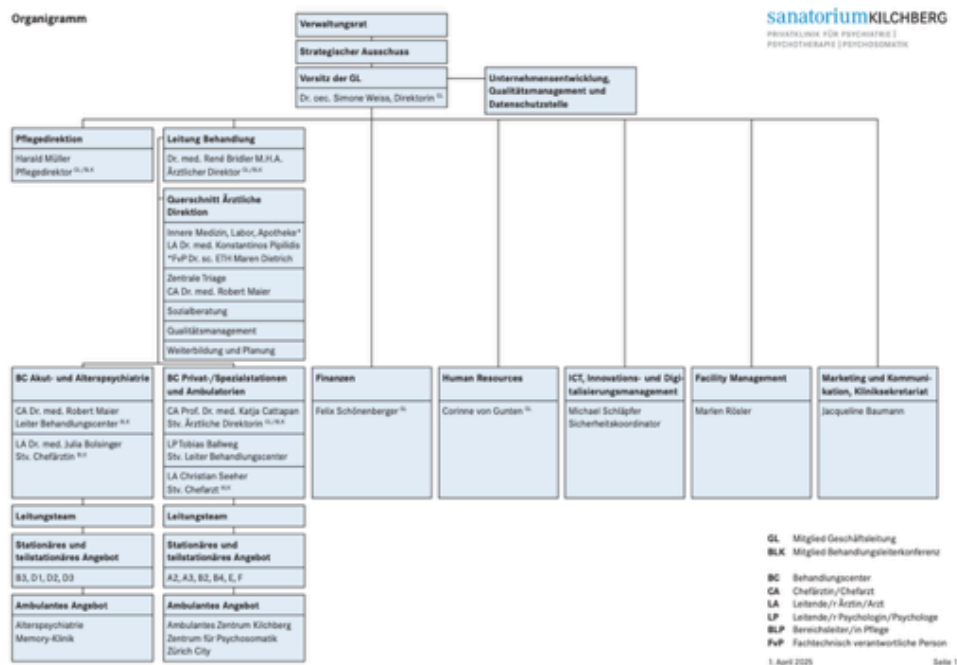 Organigramm
sanatoriumKILCHBERG
PRIVATKLINIK FÜR PSYCHIATRIE |
PSYCHOTHERAPIE | PSYCHOSOMATIK
Verwaltungsrat
Strategischer Ausschuss
Vorsitz der GL
Dr. oec. Simone Weiss, Direktorin GL
Unternehmensentwicklung,
Qualitätsmanagement und
Datenschutzstelle
Pflegedirektion
Harald Müller
Pflegedirektor GL/BLK
Leitung Behandlung
Dr. med. René Bridler M.H.A.
Ärztlicher Direktor GL/BLK
Querschnitt Ärztliche
Direktion
Innere Medizin, Labor, Apotheke*
LA Dr. med. Konstantinos Pipilidis
*FvP Dr. sc. ETH Maren Dietrich
Zentrale Triage
CA Dr. med. Robert Maier
Sozialberatung
Qualitätsmanagement
Weiterbildung und Planung
BC Akut- und Alterspsychiatrie
CA Dr. med. Robert Maier
Leiter Behandlungscenter BLK
LA Dr. med. Julia Bolsinger
Stv. Chefärztin BLK
Leitungsteam
Stationäres und
teilstationäres Angebot
B3, D1, D2, D3
Ambulantes Angebot
Alterspsychiatrie
Memory-Klinik
BC Privat-/Spezialstationen
und Ambulatorien
CA Prof. Dr. med. Katja Cattapan
Stv. Ärztliche Direktorin GL/BLK
LP Tobias Ballweg
Stv. Leiter Behandlungscenter
LA Christian Seeher
Stv. Chefarzt BLK
Leitungsteam
Stationäres und
teilstationäres Angebot
A2, A3, B2, B4, E, F
Ambulantes Angebot
Ambulantes Zentrum Kilchberg
Zentrum für Psychosomatik
Zürich City
Finanzen
Felix Schönenberger GL
Human Resources
Corinne von Gunten GL
ICT, Innovations- und Digi-
talisierungsmanagement
Michael Schläpfer
Sicherheitskoordinator
Facility Management
Marlen Rösler
Marketing und Kommuni-
kation, Kliniksekretariat
Jacqueline Baumann
GL Mitglied Geschäftsleitung
BLK Mitglied Behandlungsleiterkonferenz
BC Behandlungscenter
CA Chefärztin/Chefarzt
LA Leitende/r Ärztin/Arzt
LP Leitende/r Psychologin/Psychologe
BLP Bereichsleiter/in Pflege
FvP Fachtechnisch verantwortliche Person
1. April 2025
Seite 1